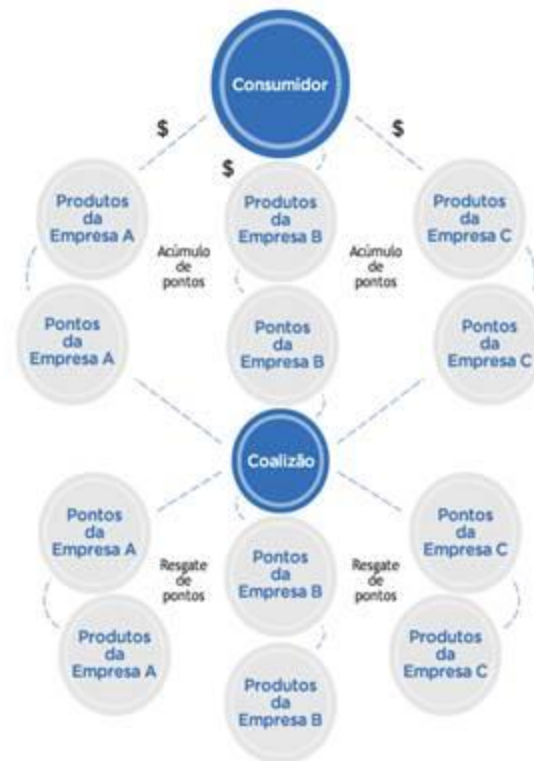 Consumidor
$
$
$
Produtos
da
Empresa A
Produtos
da
Empresa B
Produtos
da
Empresa C
Acúmulo
de
pontos
Acúmulo
de
pontos
Pontos
da
Empresa A
Pontos
da
Empresa B
Pontos
da
Empresa C
Coalizão
Pontos
da
Empresa A
Pontos
da
Empresa B
Pontos
da
Empresa C
Resgate
de
pontos
Resgate
de
pontos
Produtos
da
Empresa A
Produtos
da
Empresa B
Produtos
da
Empresa C